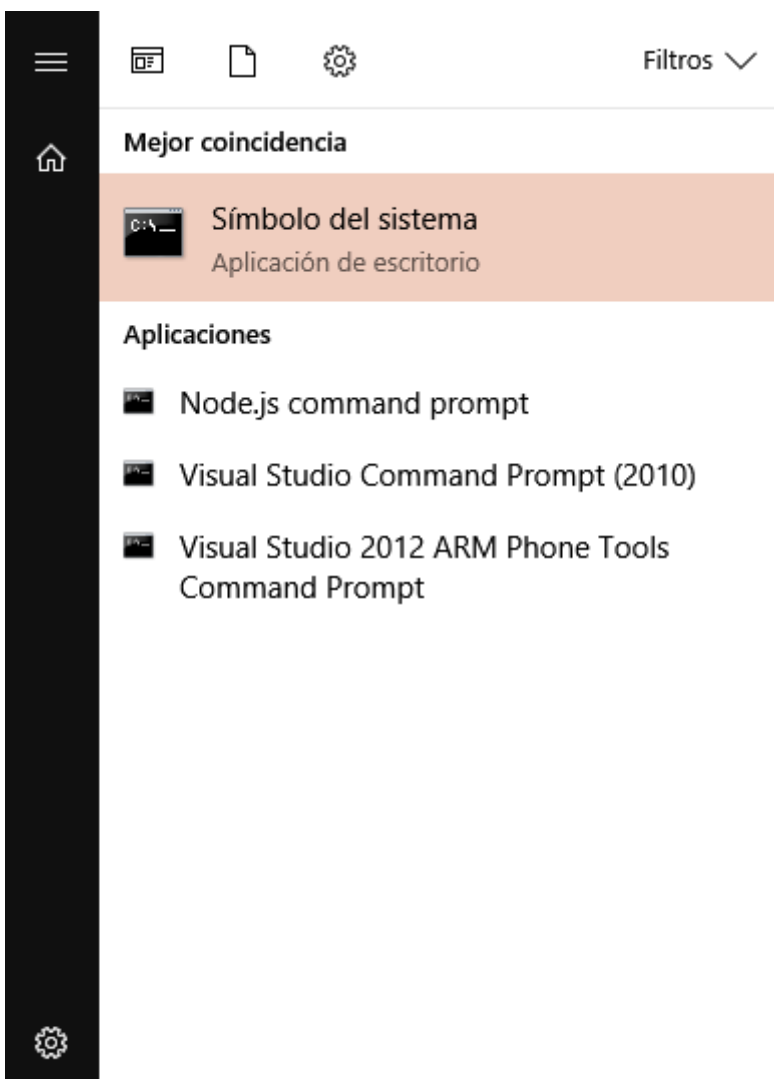 Filtros
Mejor coincidencia
C:\
Símbolo del sistema
Aplicación de escritorio
Aplicaciones
Node.js command prompt
Visual Studio Command Prompt (2010)
Visual Studio 2012 ARM Phone Tools
Command Prompt